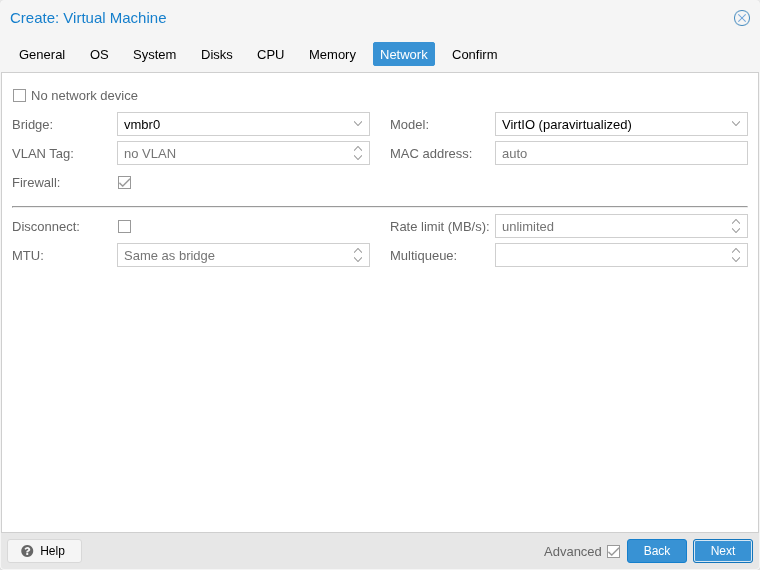 Create: Virtual Machine
General OS System Disks CPU Memory Network Confirm
No network device
Bridge: vmbr0 Model: VirtIO (paravirtualized)
VLAN Tag: no VLAN MAC address: auto
Firewall:
Disconnect: Rate limit (MB/s): unlimited
MTU: Same as bridge Multiqueue:
Help Advanced Back Next